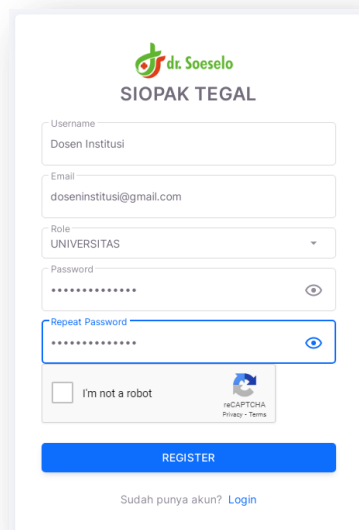 dr. Soeselo
SIOPAK TEGAL
Username
Dosen Institusi
Email
doseninstitusi@gmail.com
Role
UNIVERSITAS
Password
••••••••••••••
Repeat Password
••••••••••••••
I'm not a robot
reCAPTCHA
Privacy - Terms
REGISTER
Sudah punya akun? Login